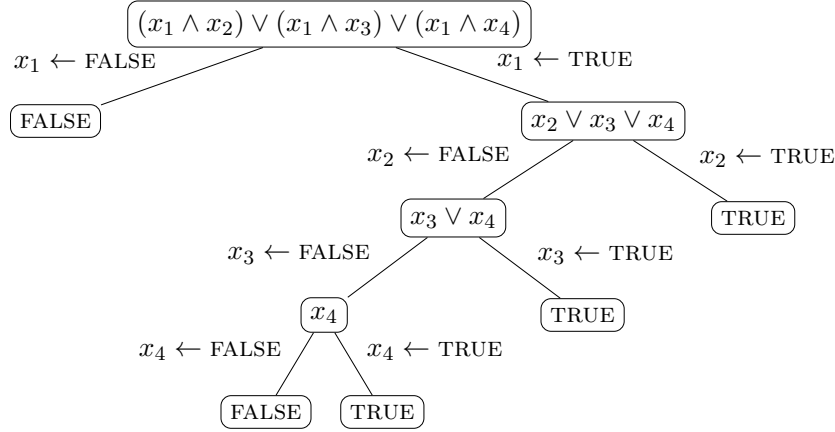 (x₁ ∧ x₂) ∨ (x₁ ∧ x₃) ∨ (x₁ ∧ x₄)
x₁ ← FALSE
x₁ ← TRUE
FALSE
x₂ ∨ x₃ ∨ x₄
x₂ ← FALSE
x₂ ← TRUE
x₃ ∨ x₄
TRUE
x₃ ← FALSE
x₃ ← TRUE
x₄
TRUE
x₄ ← FALSE
x₄ ← TRUE
FALSE
TRUE